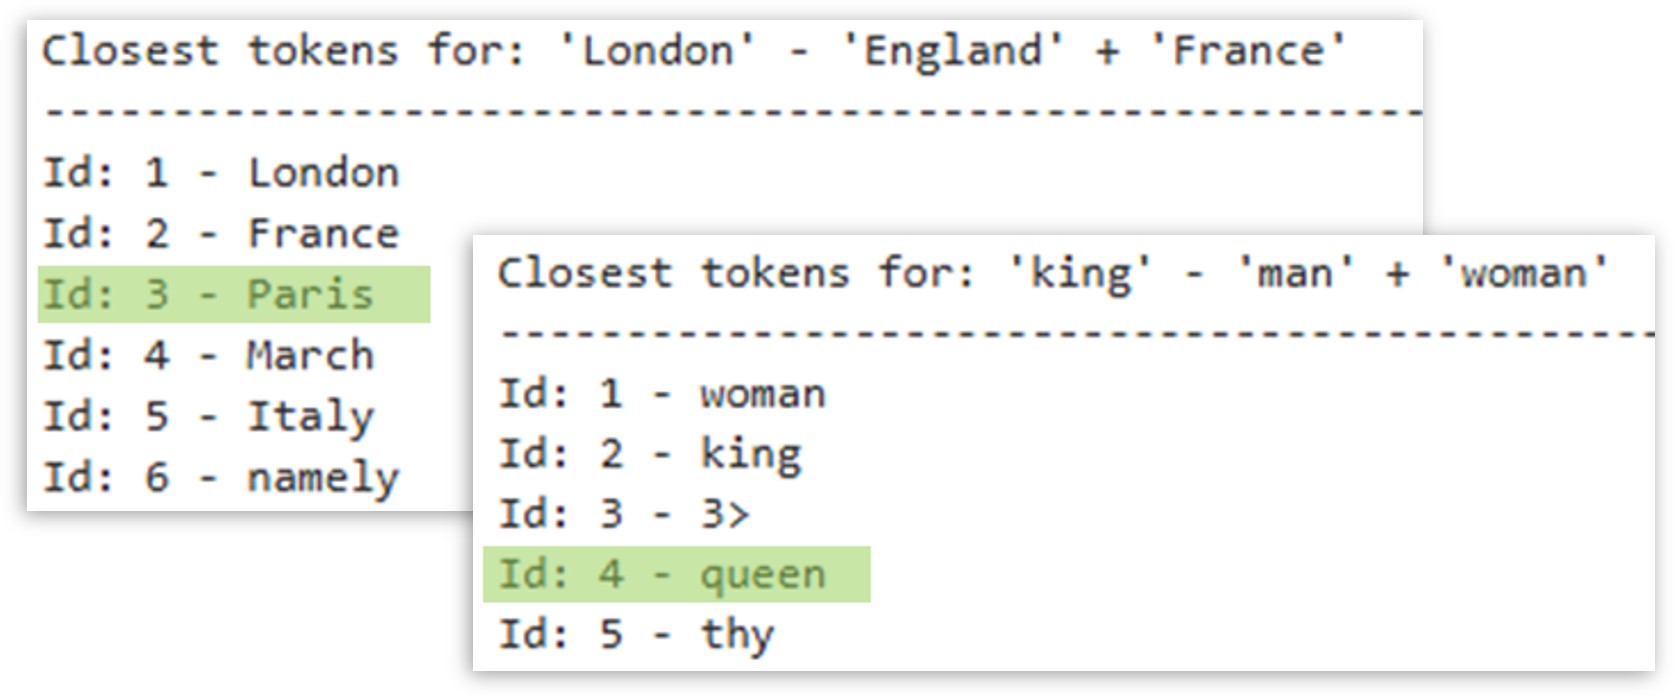 Closest tokens for: 'London' - 'England' + 'France'
-------------------------------------------------------
Id: 1 - London
Id: 2 - France
Id: 3 - Paris
Id: 4 - March
Id: 5 - Italy
Id: 6 - namely
Closest tokens for: 'king' - 'man' + 'woman'
----------------------------------------------
Id: 1 - woman
Id: 2 - king
Id: 3 - 3>
Id: 4 - queen
Id: 5 - thy